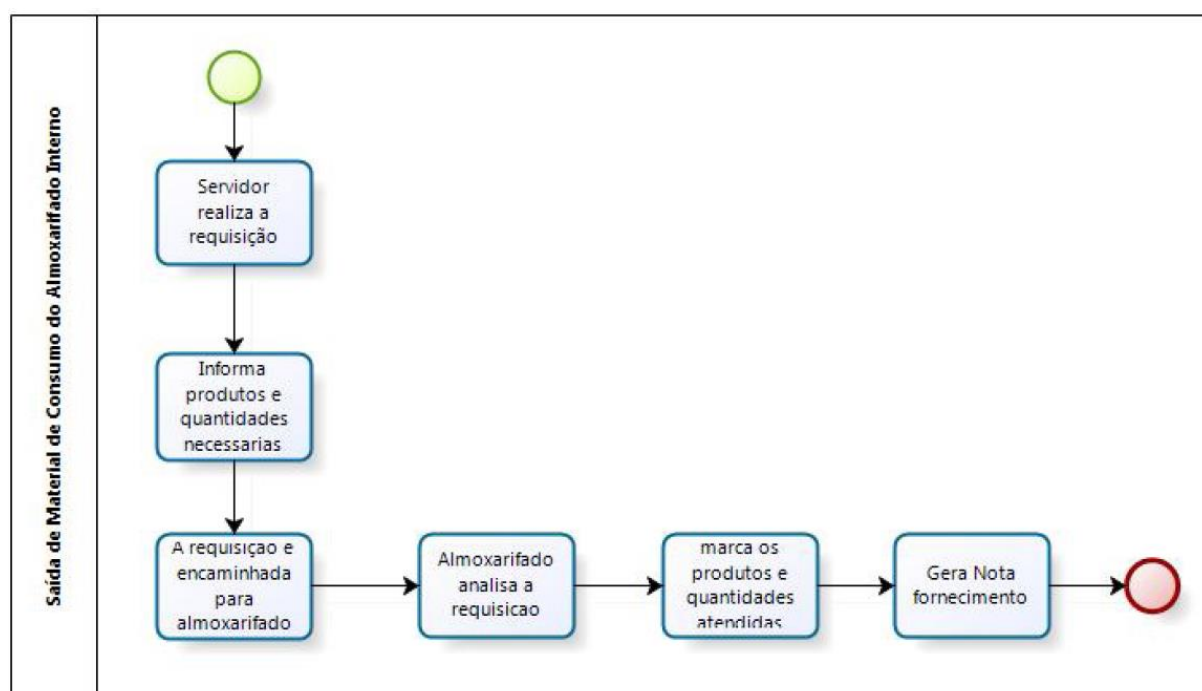 Saída de Material de Consumo do Almoxarifado Interno
Servidor
realiza a
requisição
Informa
produtos e
quantidades
necessarias
A requisição e
encaminhada
para
almoxarifado
Almoxarifado
analisa a
requisicao
marca os
produtos e
quantidades
atendidas
Gera Nota
fornecimento